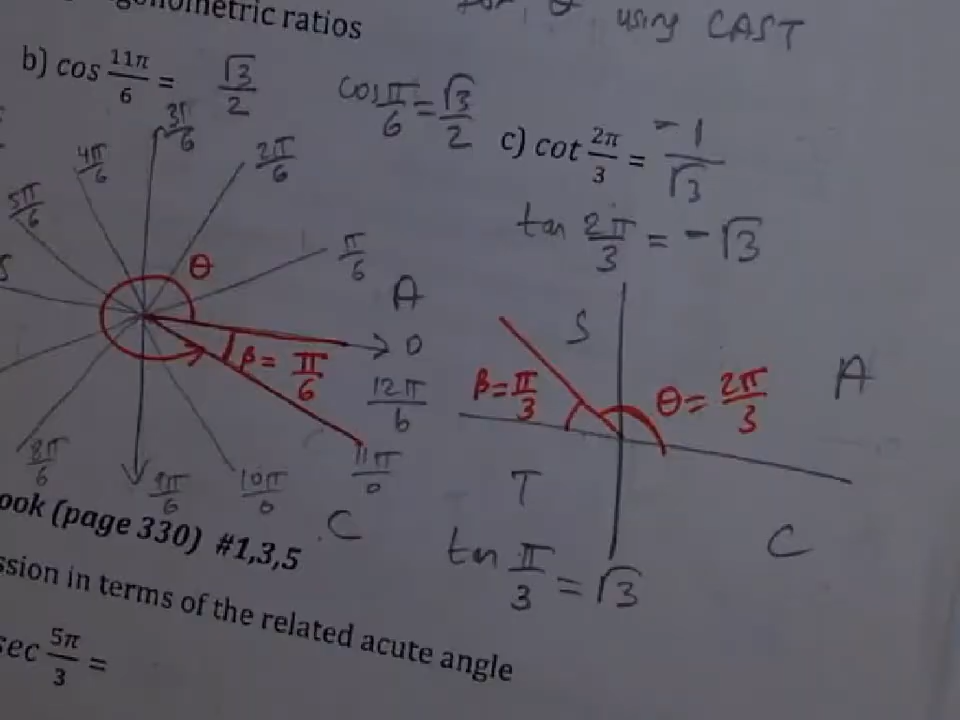 ometric ratios
using CAST
b) cos 11π/6 = √3/2
cos π/6 = √3/2
c) cot 2π/3 = -1/√3
tan 2π/3 = -√3
3π/6
4π/6
2π/6
5π/6
π/6
S
θ
A
0
β = π/6
12π/6
8π/6
9π/6
10π/6
11π/6
C
S
A
β = π/3
θ = 2π/3
T
C
tan π/3 = √3
ook (page 330) #1,3,5
ssion in terms of the related acute angle
sec 5π/3 =